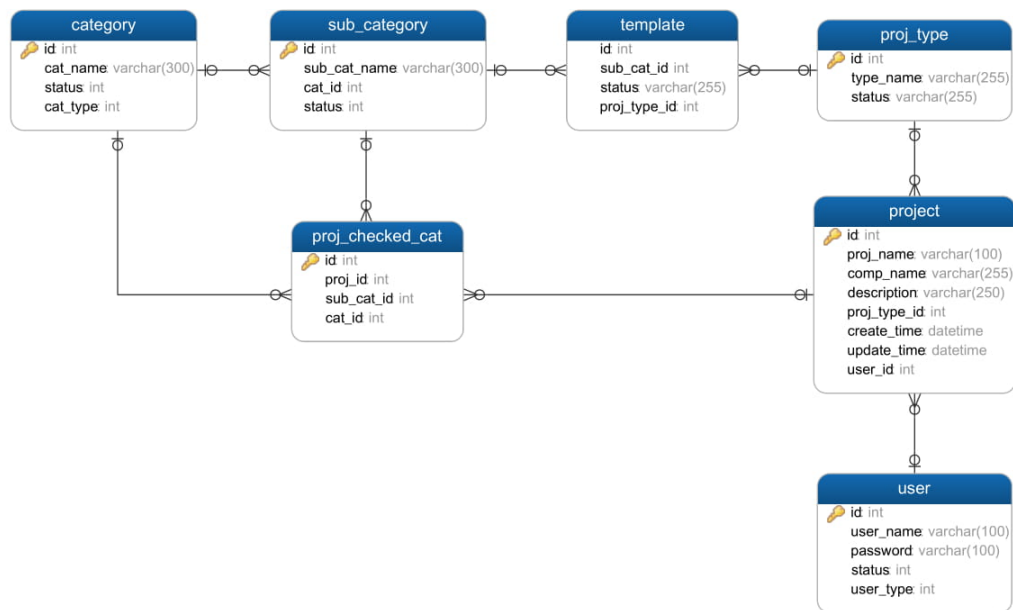 category
id: int
cat_name: varchar(300)
status: int
cat_type: int
sub_category
id: int
sub_cat_name: varchar(300)
cat_id: int
status: int
template
id: int
sub_cat_id: int
status: varchar(255)
proj_type_id: int
proj_type
id: int
type_name: varchar(255)
status: varchar(255)
proj_checked_cat
id: int
proj_id: int
sub_cat_id: int
cat_id: int
project
id: int
proj_name: varchar(100)
comp_name: varchar(255)
description: varchar(250)
proj_type_id: int
create_time: datetime
update_time: datetime
user_id: int
user
id: int
user_name: varchar(100)
password: varchar(100)
status: int
user_type: int